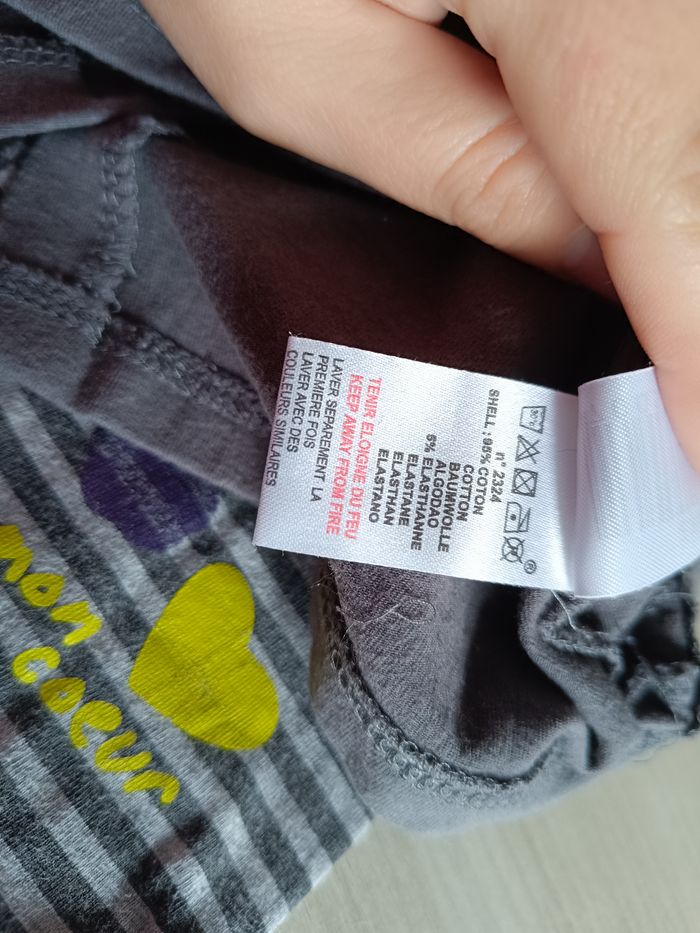 n° 2324
SHELL ; 95% COTON
COTTON
BAUMWOLLE
ALGODAO
5% ELASTHANNE
ELASTANE
ELASTHAN
ELASTANO
TENIR ELOIGNE DU FEU
KEEP AWAY FROM FIRE
LAVER SEPAREMENT LA
PREMIERE FOIS
LAVER AVEC DES
COULEURS SIMILAIRES
mon
coeur